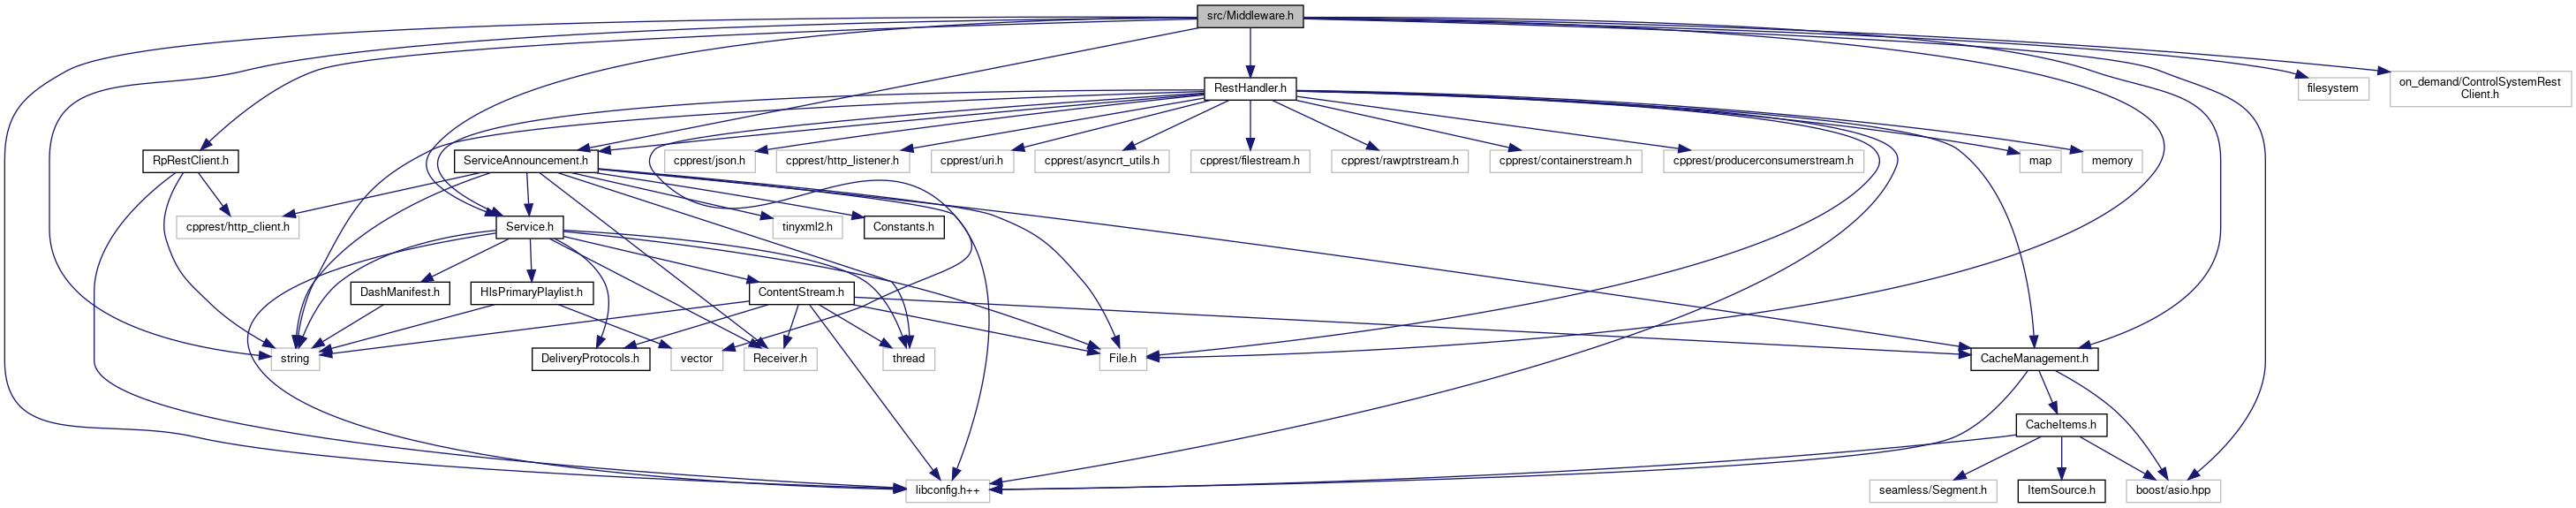 src/Middleware.h
filesystem
on_demand/ControlSystemRest
Client.h
RestHandler.h
RpRestClient.h
ServiceAnnouncement.h
cpprest/json.h
cpprest/http_listener.h
cpprest/uri.h
cpprest/asyncrt_utils.h
cpprest/filestream.h
cpprest/rawptrstream.h
cpprest/containerstream.h
cpprest/producerconsumerstream.h
map
memory
cpprest/http_client.h
Service.h
tinyxml2.h
Constants.h
DashManifest.h
HlsPrimaryPlaylist.h
ContentStream.h
string
DeliveryProtocols.h
vector
Receiver.h
thread
File.h
CacheManagement.h
CacheItems.h
libconfig.h++
seamless/Segment.h
ItemSource.h
boost/asio.hpp